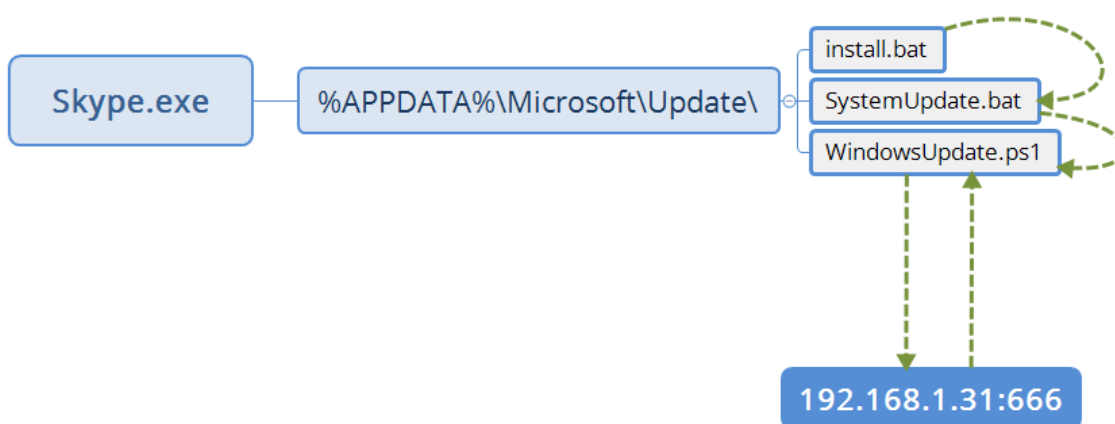 Skype.exe
%APPDATA%\Microsoft\Update\
install.bat
SystemUpdate.bat
WindowsUpdate.ps1
192.168.1.31:666